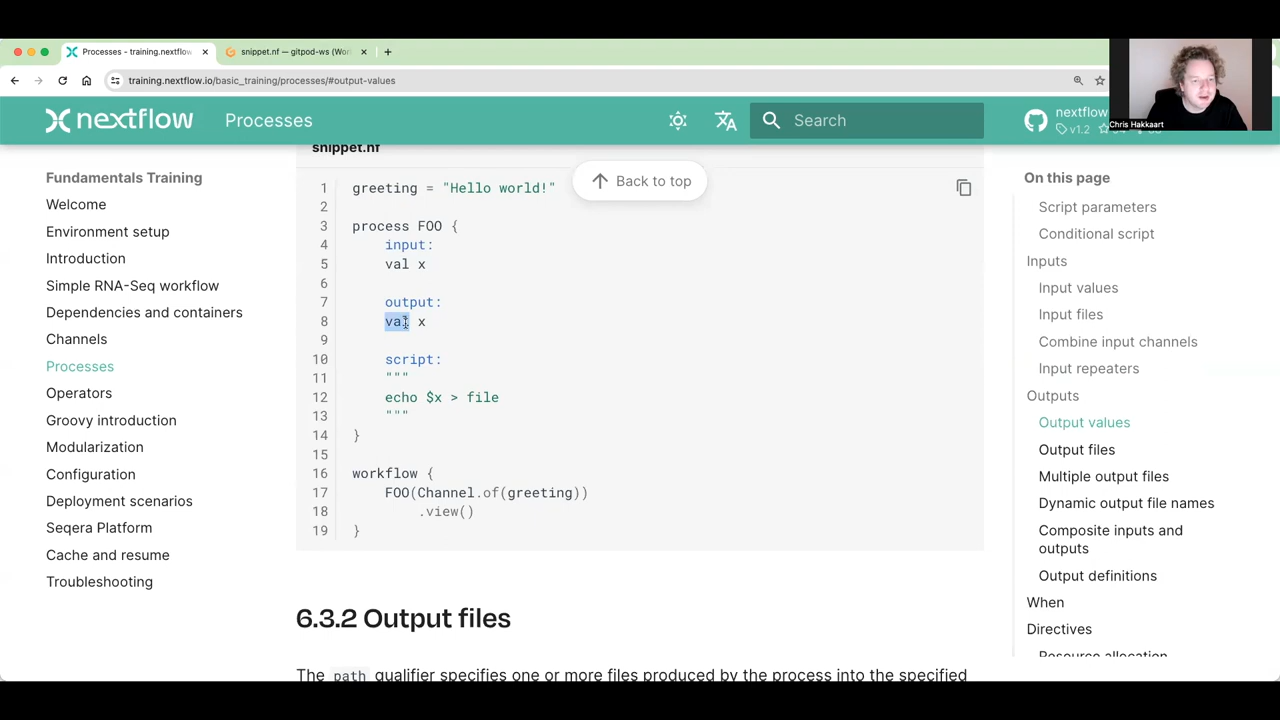 Processes - training.nextflow
snippet.nf — gitpod-ws (Wor
training.nextflow.io/basic_training/processes/#output-values
Chris Hakkaart
nextflow
Processes
Search
nextflow
v1.2
snippet.nf
Back to top
Fundamentals Training
Welcome
Environment setup
Introduction
Simple RNA-Seq workflow
Dependencies and containers
Channels
Processes
Operators
Groovy introduction
Modularization
Configuration
Deployment scenarios
Seqera Platform
Cache and resume
Troubleshooting
1 greeting = "Hello world!"
2
3 process FOO {
4 input:
5 val x
6
7 output:
8 val x
9
10 script:
11 """
12 echo $x > file
13 """
14 }
15
16 workflow {
17 FOO(Channel.of(greeting))
18 .view()
19 }
6.3.2 Output files
The path qualifier specifies one or more files produced by the process into the specified
On this page
Script parameters
Conditional script
Inputs
Input values
Input files
Combine input channels
Input repeaters
Outputs
Output values
Output files
Multiple output files
Dynamic output file names
Composite inputs and
outputs
Output definitions
When
Directives
Resource allocation